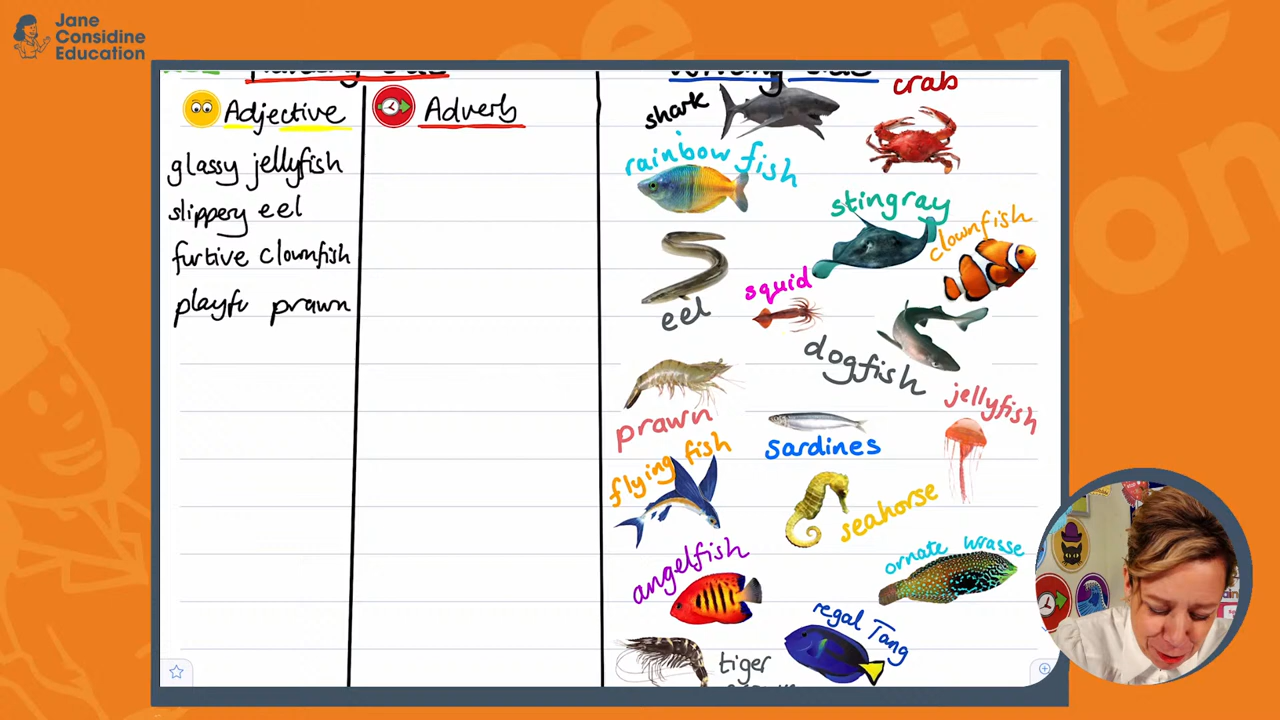 Jane
Considine
Education
Adjective
Adverb
glassy jellyfish
slippery eel
furtive clownfish
playfu prawn
shark
crab
rainbow fish
stingray
clownfish
eel
squid
dogfish
prawn
sardines
jellyfish
flying fish
seahorse
angelfish
ornate wrasse
regal Tang
tiger